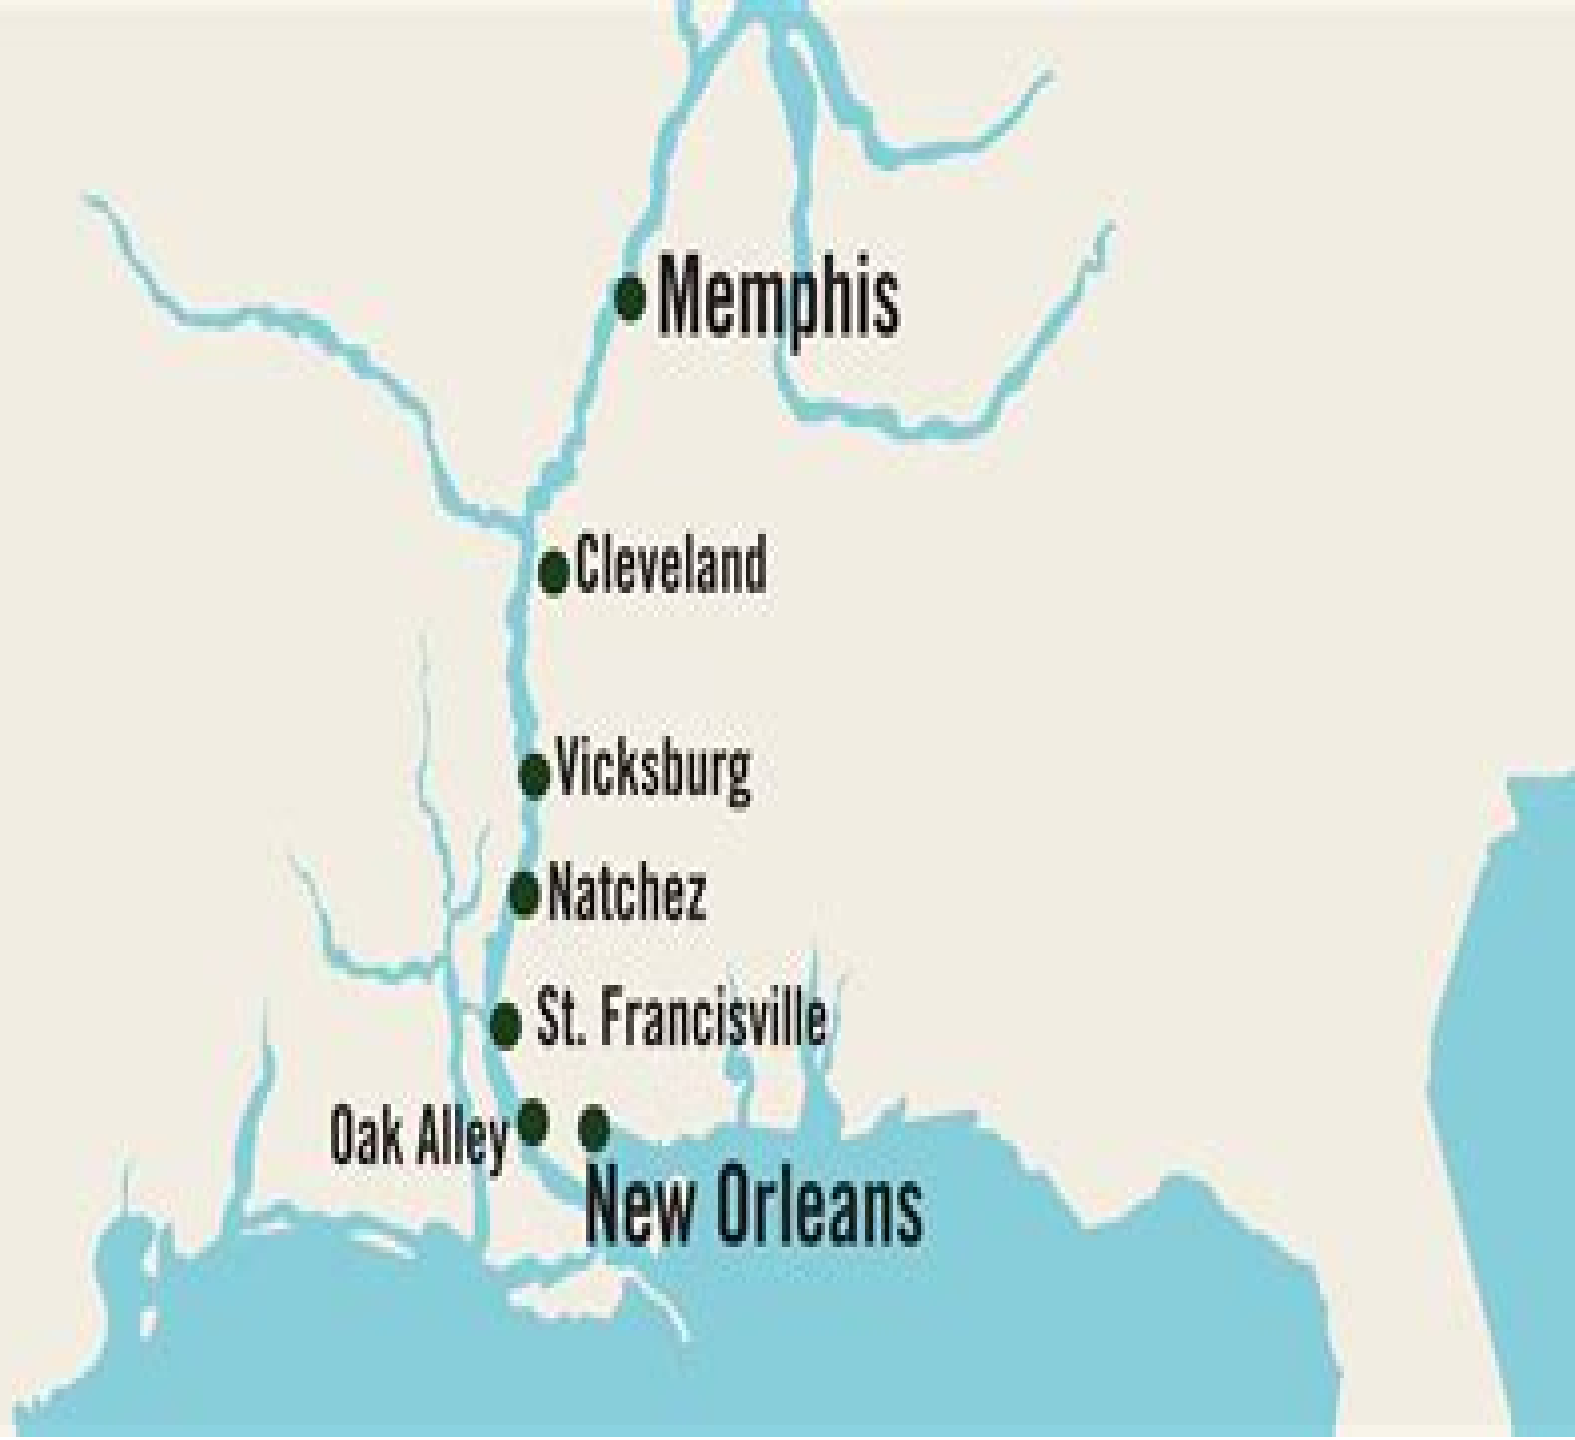 Memphis
Cleveland
Vicksburg
Natchez
St. Francisville
Oak Alley
New Orleans